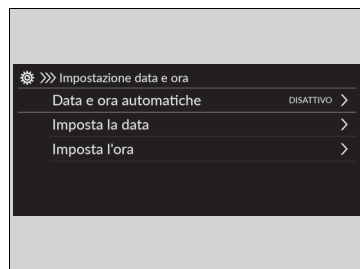 Impostazione data e ora
Data e ora automatiche DISATTIVO
Imposta la data
Imposta l'ora